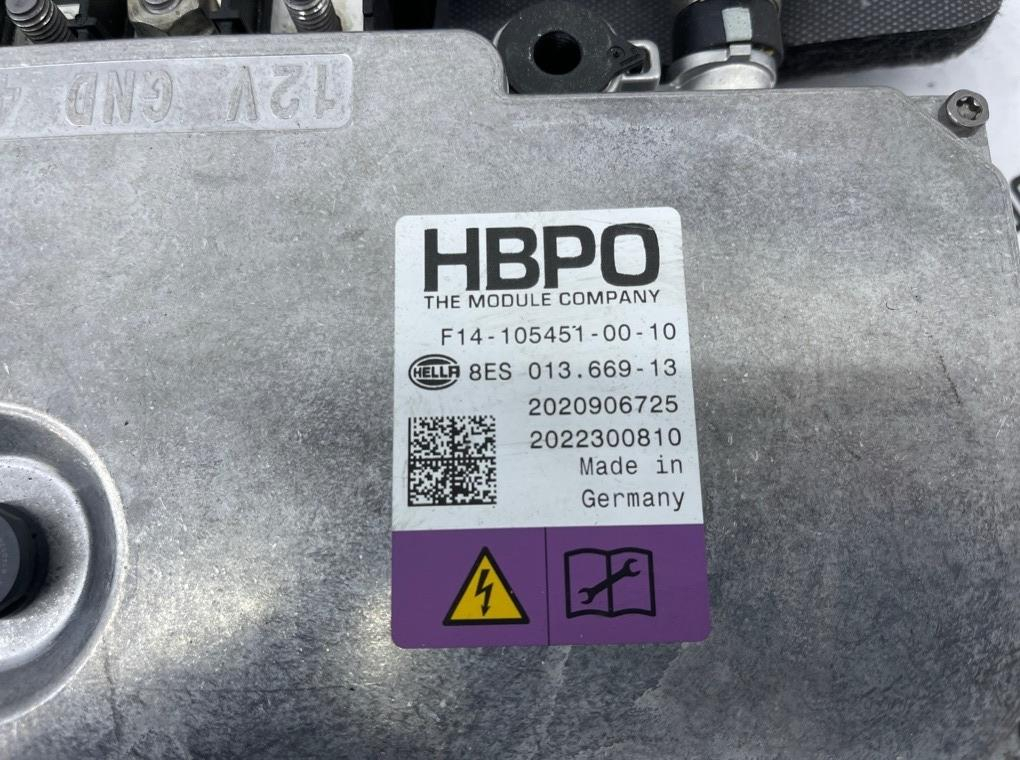 12V GND 4
HBPO
THE MODULE COMPANY
F14-105451-00-10
HELLA 8ES 013.669-13
2020906725
2022300810
Made in
Germany